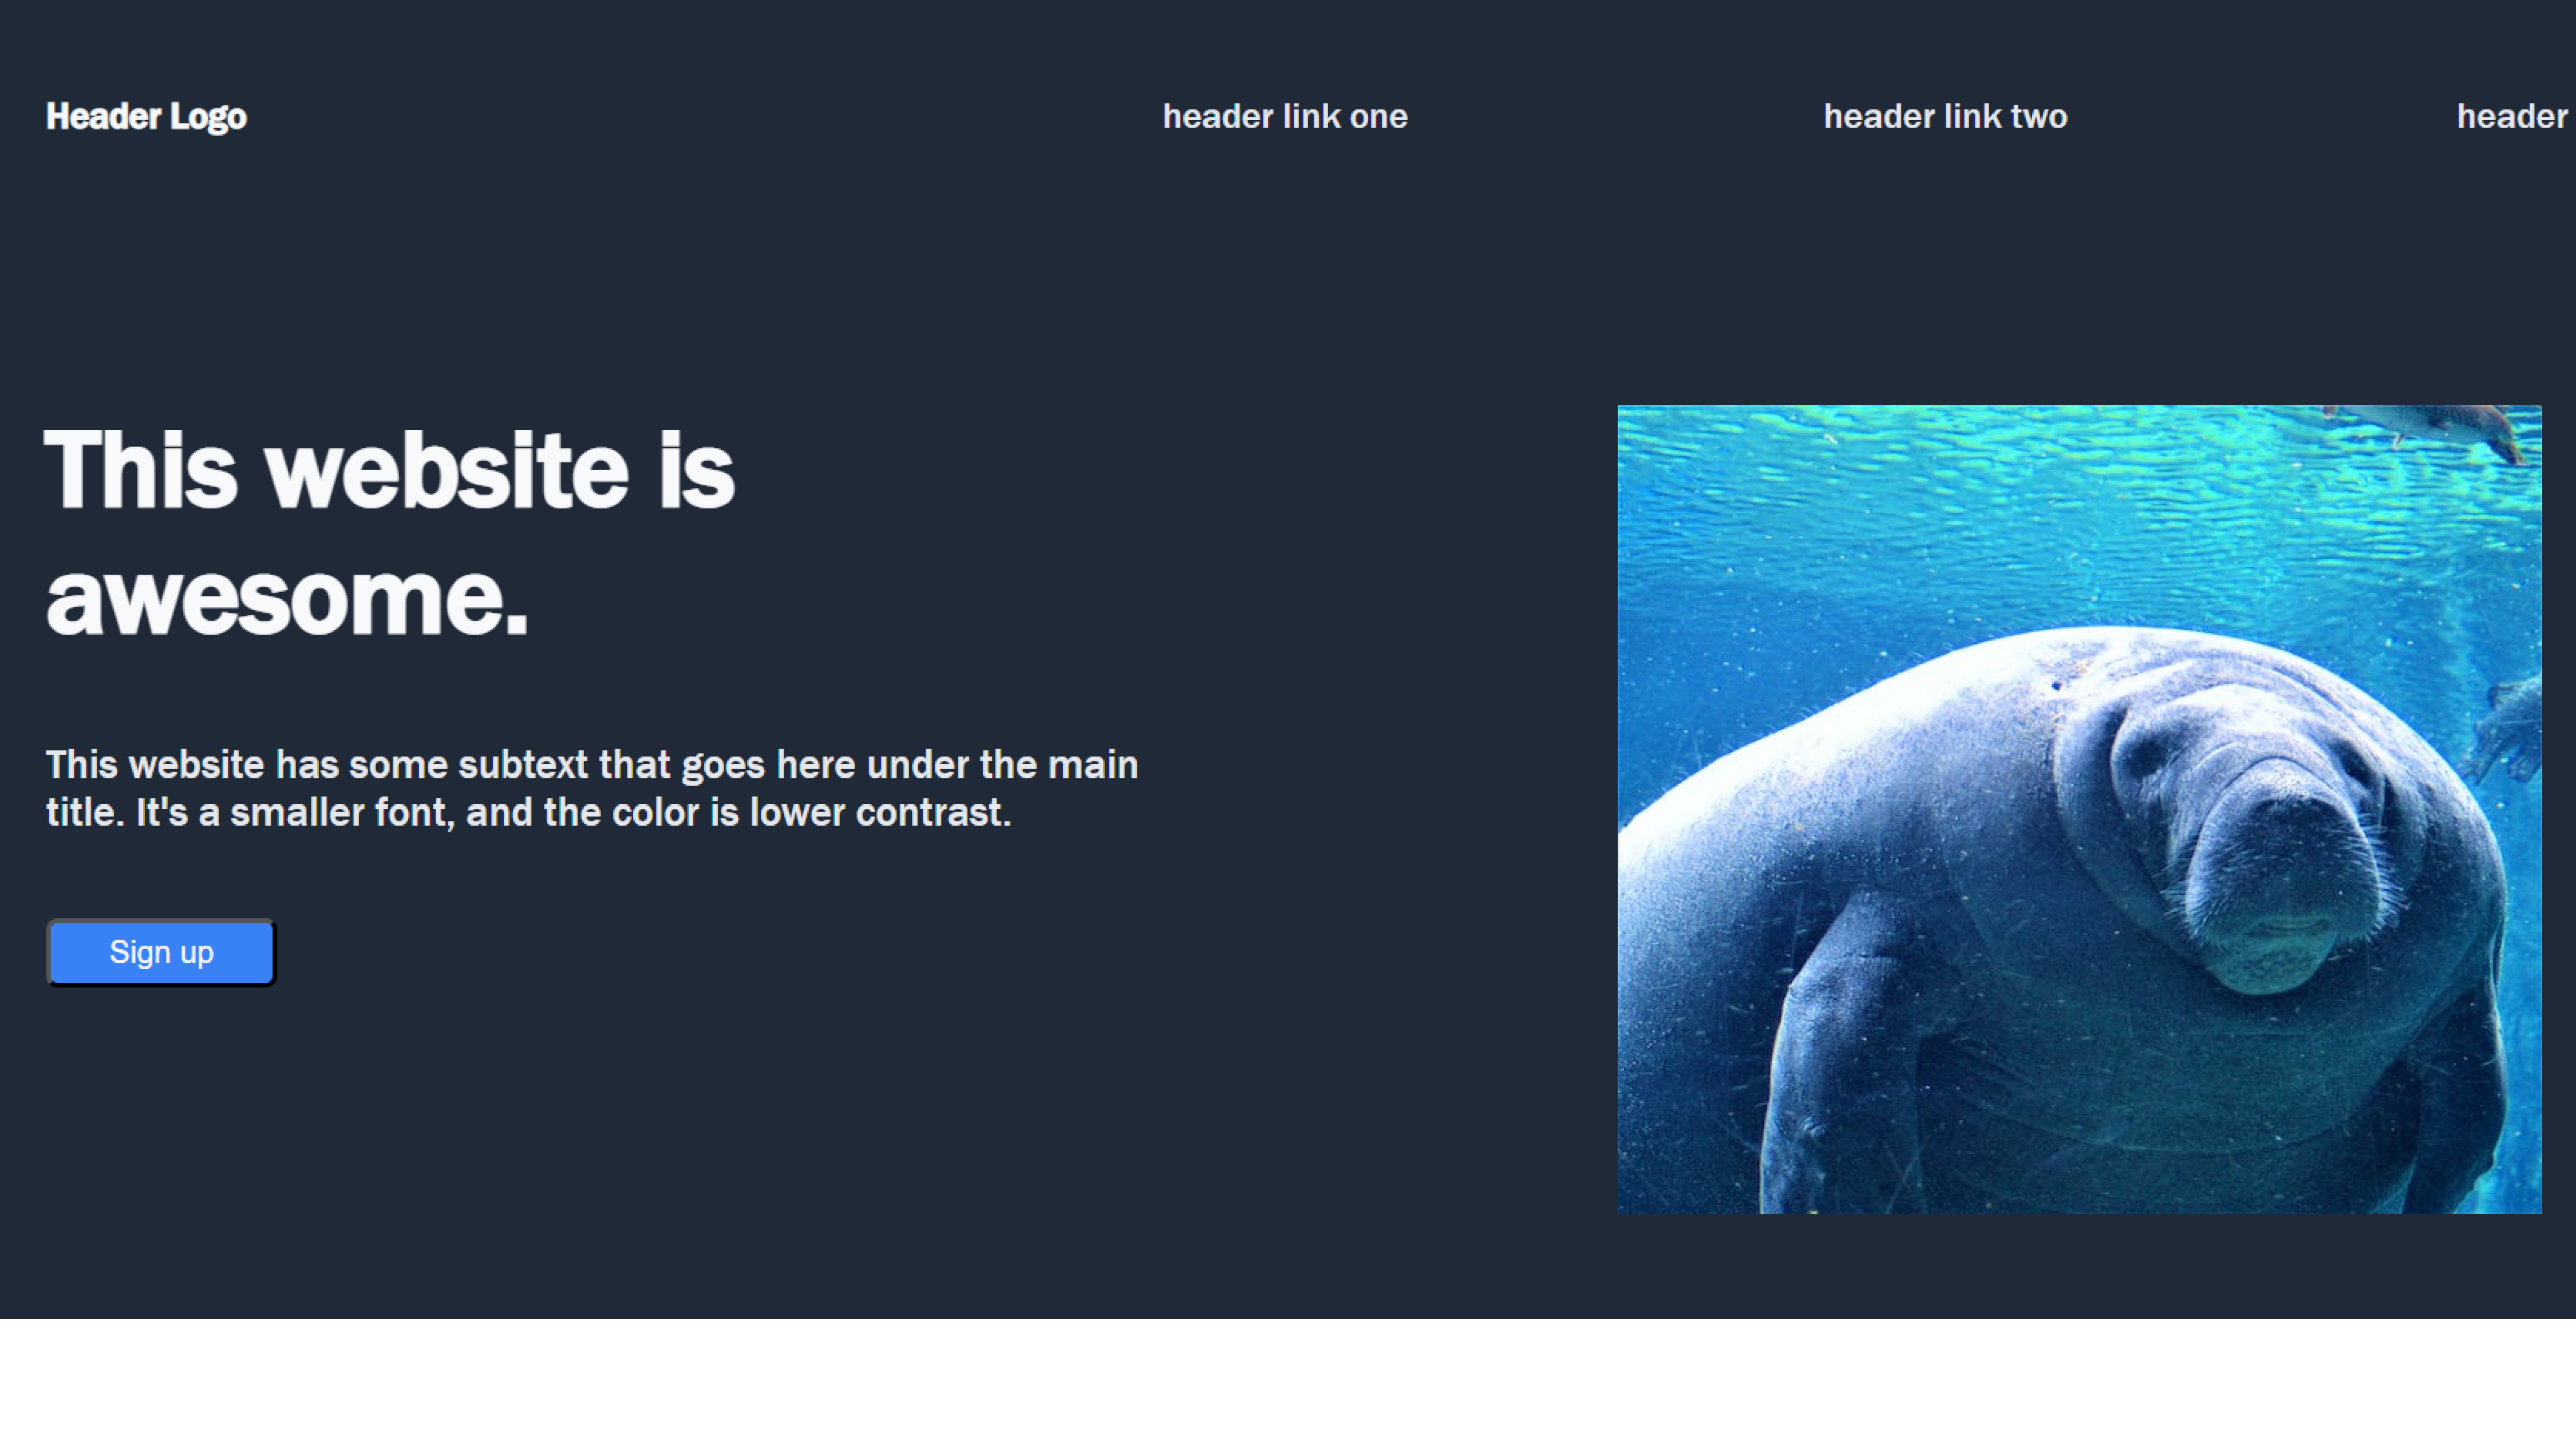 Header Logo
header link one
header link two
header
This website is
awesome.
This website has some subtext that goes here under the main
title. It's a smaller font, and the color is lower contrast.
Sign up